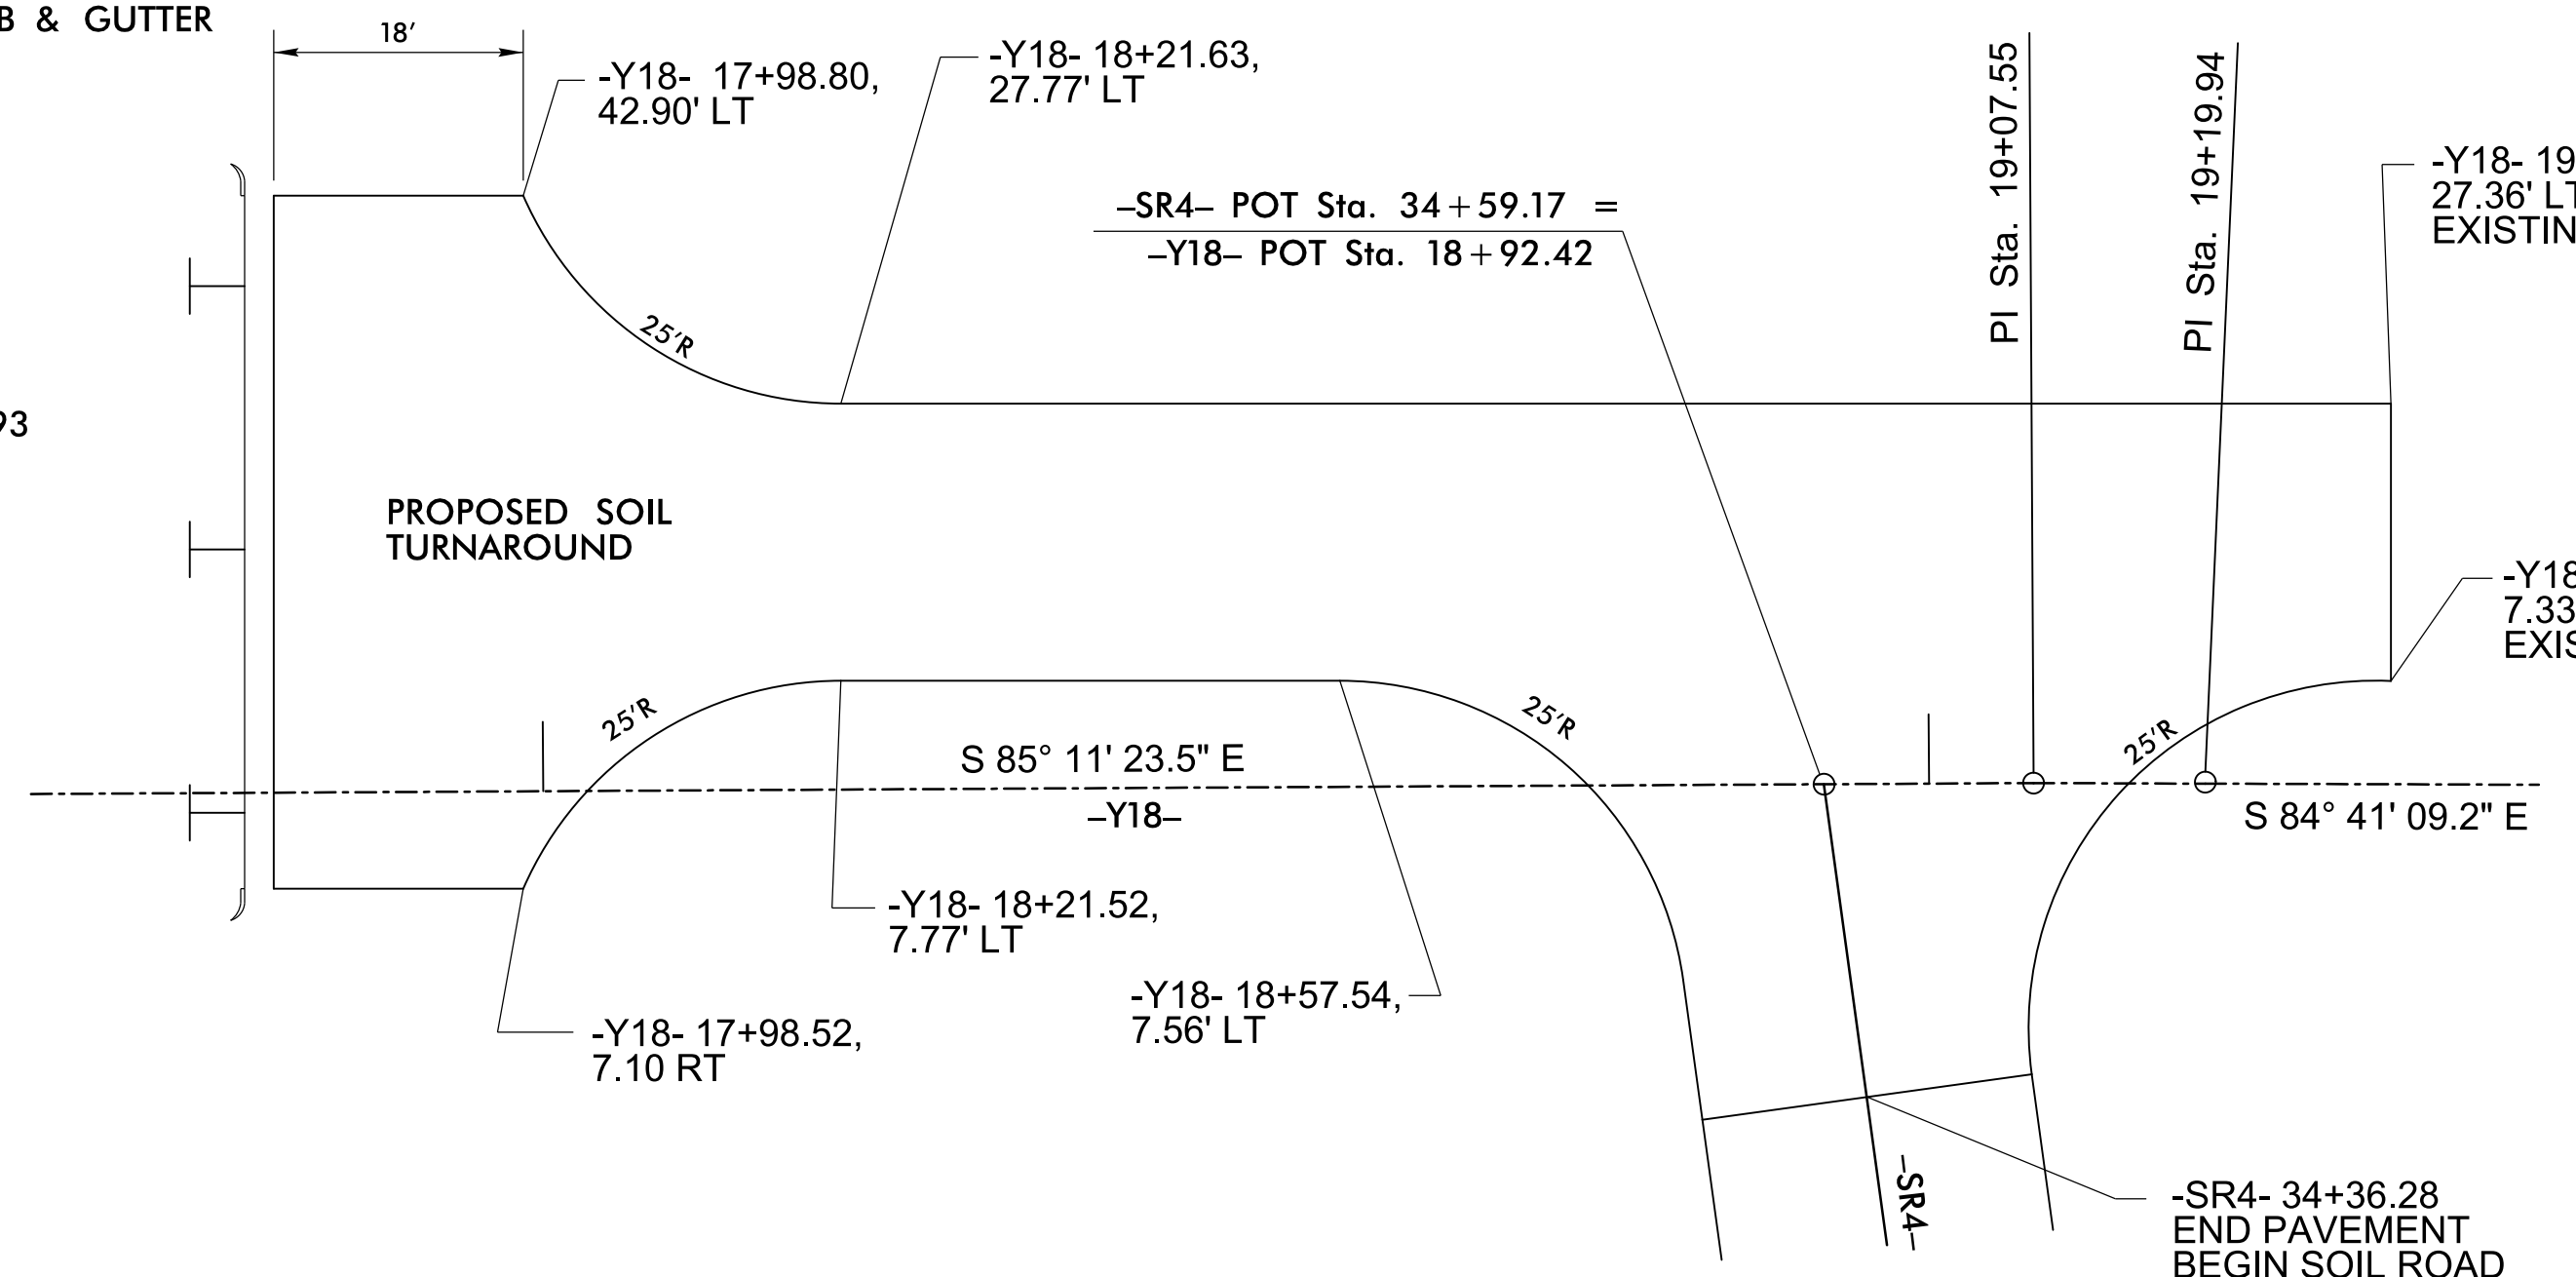 B & GUTTER
18'
-Y18- 17+98.80,
42.90' LT
-Y18- 18+21.63,
27.77' LT
–SR4– POT Sta. 34+59.17 =
–Y18– POT Sta. 18+92.42
PI Sta. 19+07.55
PI Sta. 19+19.94
-Y18- 19
27.36' LT
EXISTIN
25'R
93
PROPOSED SOIL
TURNAROUND
-Y18
7.33
EXIS
25'R
25'R
25'R
S 85° 11' 23.5" E
–Y18–
S 84° 41' 09.2" E
-Y18- 18+21.52,
7.77' LT
-Y18- 18+57.54,
7.56' LT
-Y18- 17+98.52,
7.10 RT
–SR4–
-SR4- 34+36.28
END PAVEMENT
BEGIN SOIL ROAD